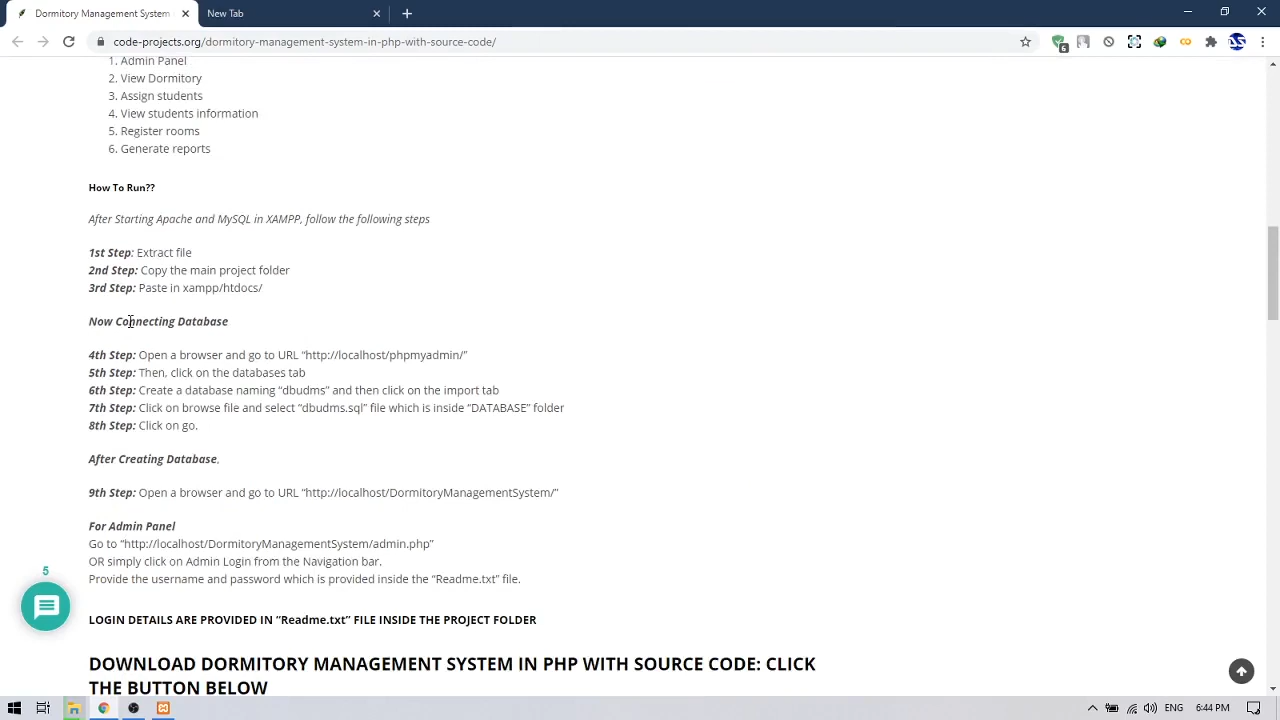 Dormitory Management System
New Tab
code-projects.org/dormitory-management-system-in-php-with-source-code/
6
1. Admin Panel
2. View Dormitory
3. Assign students
4. View students information
5. Register rooms
6. Generate reports
How To Run??
After Starting Apache and MySQL in XAMPP, follow the following steps
1st Step: Extract file
2nd Step: Copy the main project folder
3rd Step: Paste in xampp/htdocs/
Now Connecting Database
4th Step: Open a browser and go to URL “http://localhost/phpmyadmin/”
5th Step: Then, click on the databases tab
6th Step: Create a database naming “dbudms” and then click on the import tab
7th Step: Click on browse file and select “dbudms.sql” file which is inside “DATABASE” folder
8th Step: Click on go.
After Creating Database,
9th Step: Open a browser and go to URL “http://localhost/DormitoryManagementSystem/”
For Admin Panel
Go to “http://localhost/DormitoryManagementSystem/admin.php”
OR simply click on Admin Login from the Navigation bar.
Provide the username and password which is provided inside the “Readme.txt” file.
5
LOGIN DETAILS ARE PROVIDED IN “Readme.txt” FILE INSIDE THE PROJECT FOLDER
DOWNLOAD DORMITORY MANAGEMENT SYSTEM IN PHP WITH SOURCE CODE: CLICK
THE BUTTON BELOW
ENG
6:44 PM